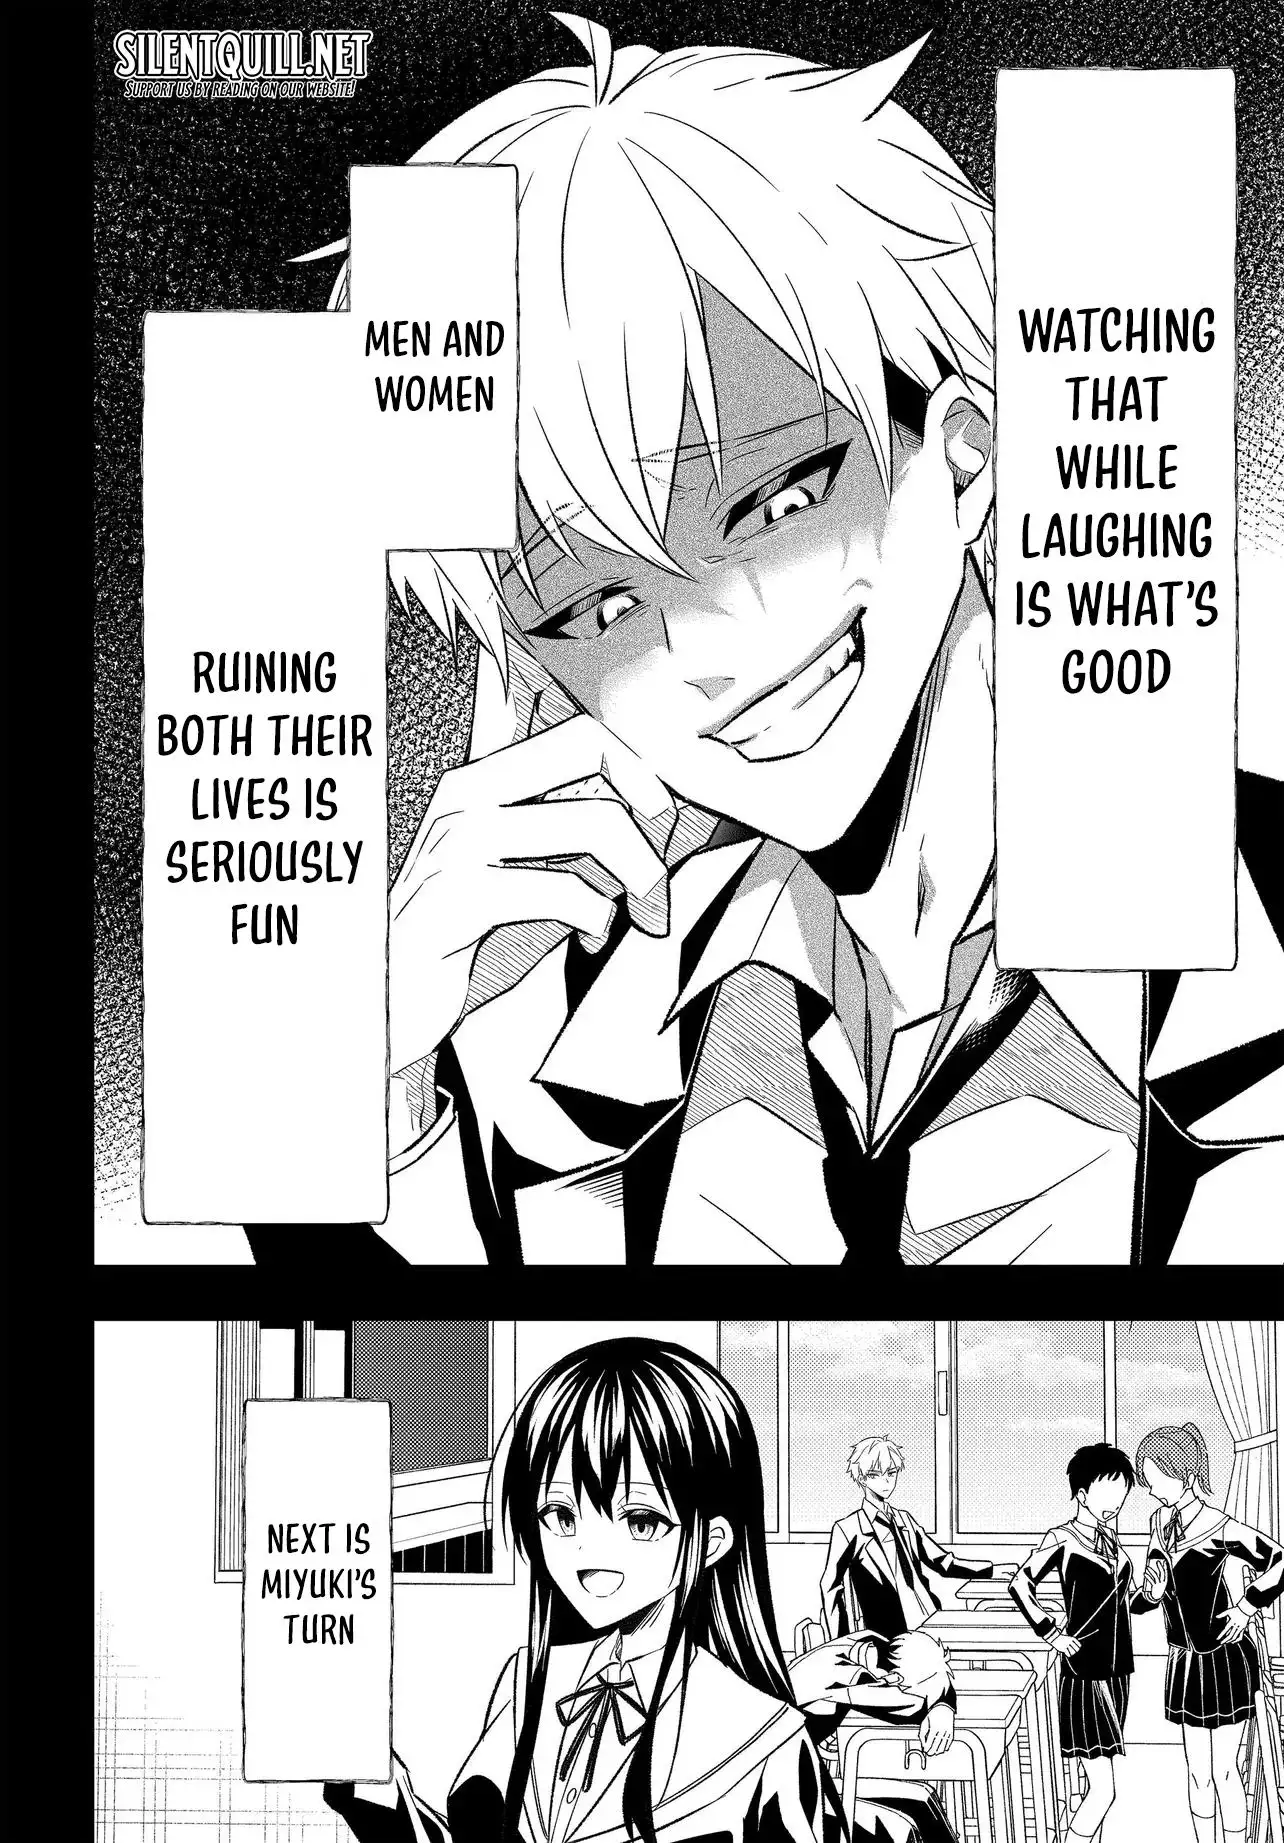 SILENTQUILL.NET
SUPPORT US BY READING ON OUR WEBSITE!
WATCHING
THAT
WHILE
LAUGHING
IS WHAT'S
GOOD
MEN AND
WOMEN
RUINING
BOTH THEIR
LIVES IS
SERIOUSLY
FUN
NEXT IS
MIYUKI'S
TURN